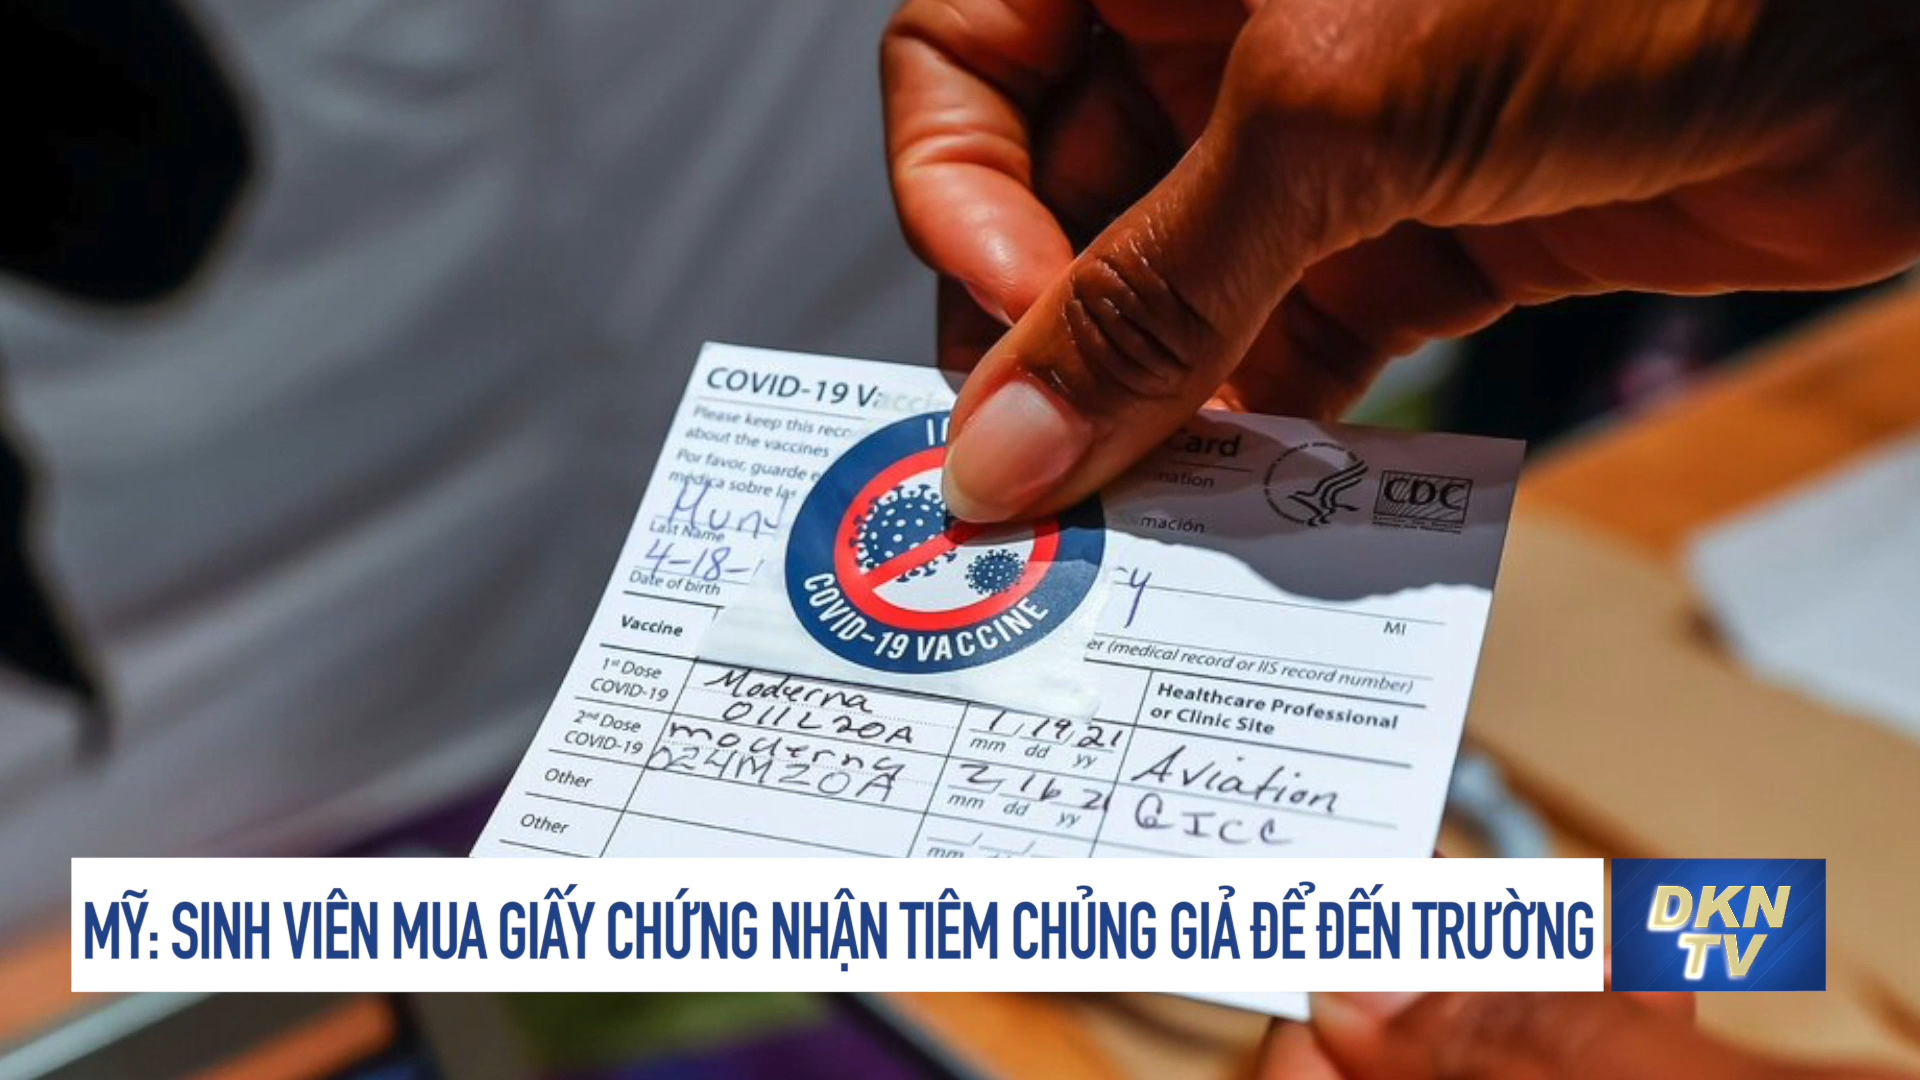 COVID-19
Card
Please keep this
about the vaccines
Por favor, guarde
médica sobre
mación
CDC
Last Name
4-18-
Date of birth
MI
(medical record or IIS record number)
COVID-19 VACCINE
Vaccine
Healthcare Professional
or Clinic Site
1st Dose
COVID-19
Moderna
011L20A
1 19 21
mm dd yy
Aviation
2nd Dose
COVID-19
moderna
024M20A
2 16 21
mm dd yy
Other
Other
mm
MỸ: SINH VIÊN MUA GIẤY CHỨNG NHẬN TIÊM CHỦNG GIẢ ĐỂ ĐẾN TRƯỜNG
DKN
TV